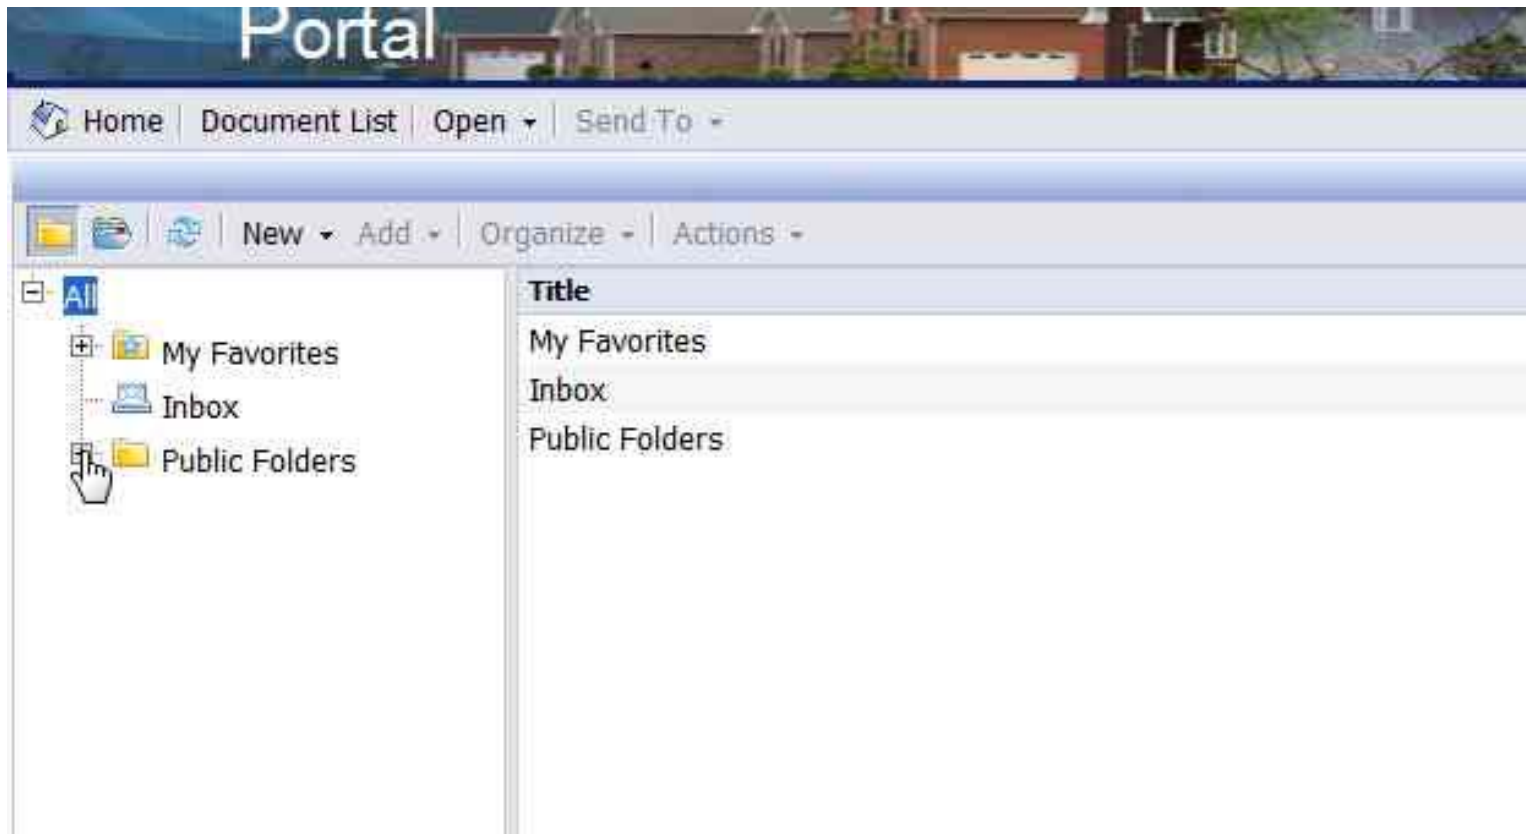 Portal
Home Document List Open Send To
New Add Organize Actions
All
My Favorites
Inbox
Public Folders
Title
My Favorites
Inbox
Public Folders